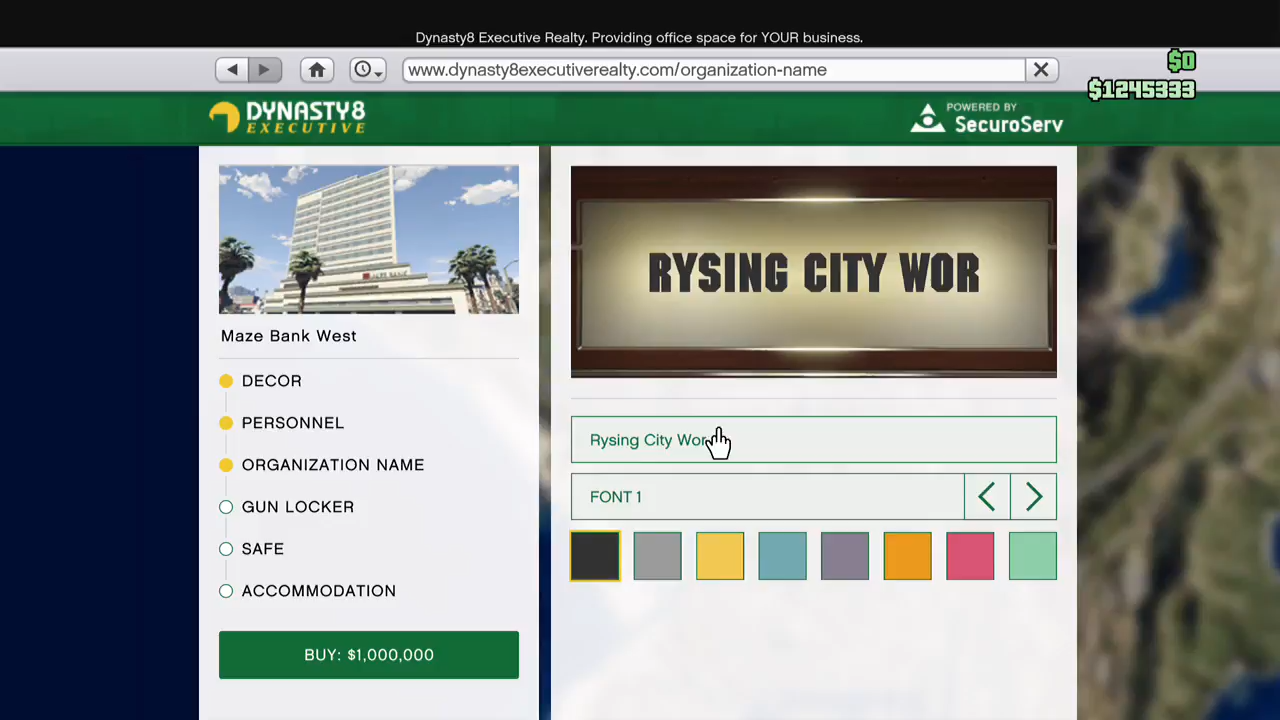 Dynasty8 Executive Realty. Providing office space for YOUR business.
www.dynasty8executiverealty.com/organization-name
$0
$1245333
DYNASTY8
EXECUTIVE
POWERED BY
SecuroServ
RYSING CITY WOR
Maze Bank West
DECOR
PERSONNEL
ORGANIZATION NAME
GUN LOCKER
SAFE
ACCOMMODATION
BUY: $1,000,000
Rysing City Wor
FONT 1